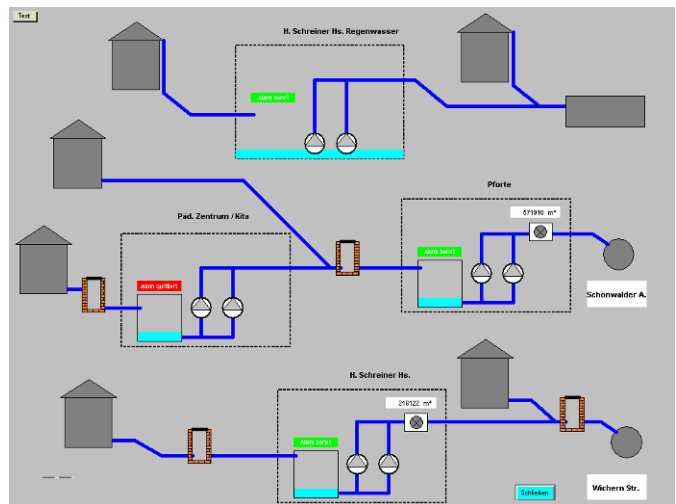 Test
H. Schreiner Hs. Regenwasser
Alarm bereit
Pforte
571910 m³
Päd. Zentrum / Kita
Alarm bereit
Alarm quittiert
Schönwalder A.
H. Schreiner Hs.
216122 m³
Alarm bereit
Schließen
Wichern Str.